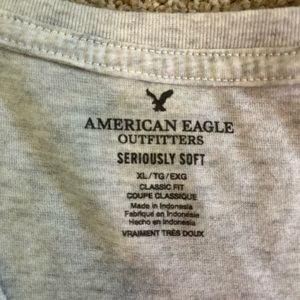 AMERICAN EAGLE
OUTFITTERS
SERIOUSLY SOFT
XL/TG/EXG
CLASSIC FIT
COUPE CLASSIQUE
Made in Indonesia
Fabriqué en Indonésie
Hecho en Indonesia
VRAIMENT TRÈS DOUX